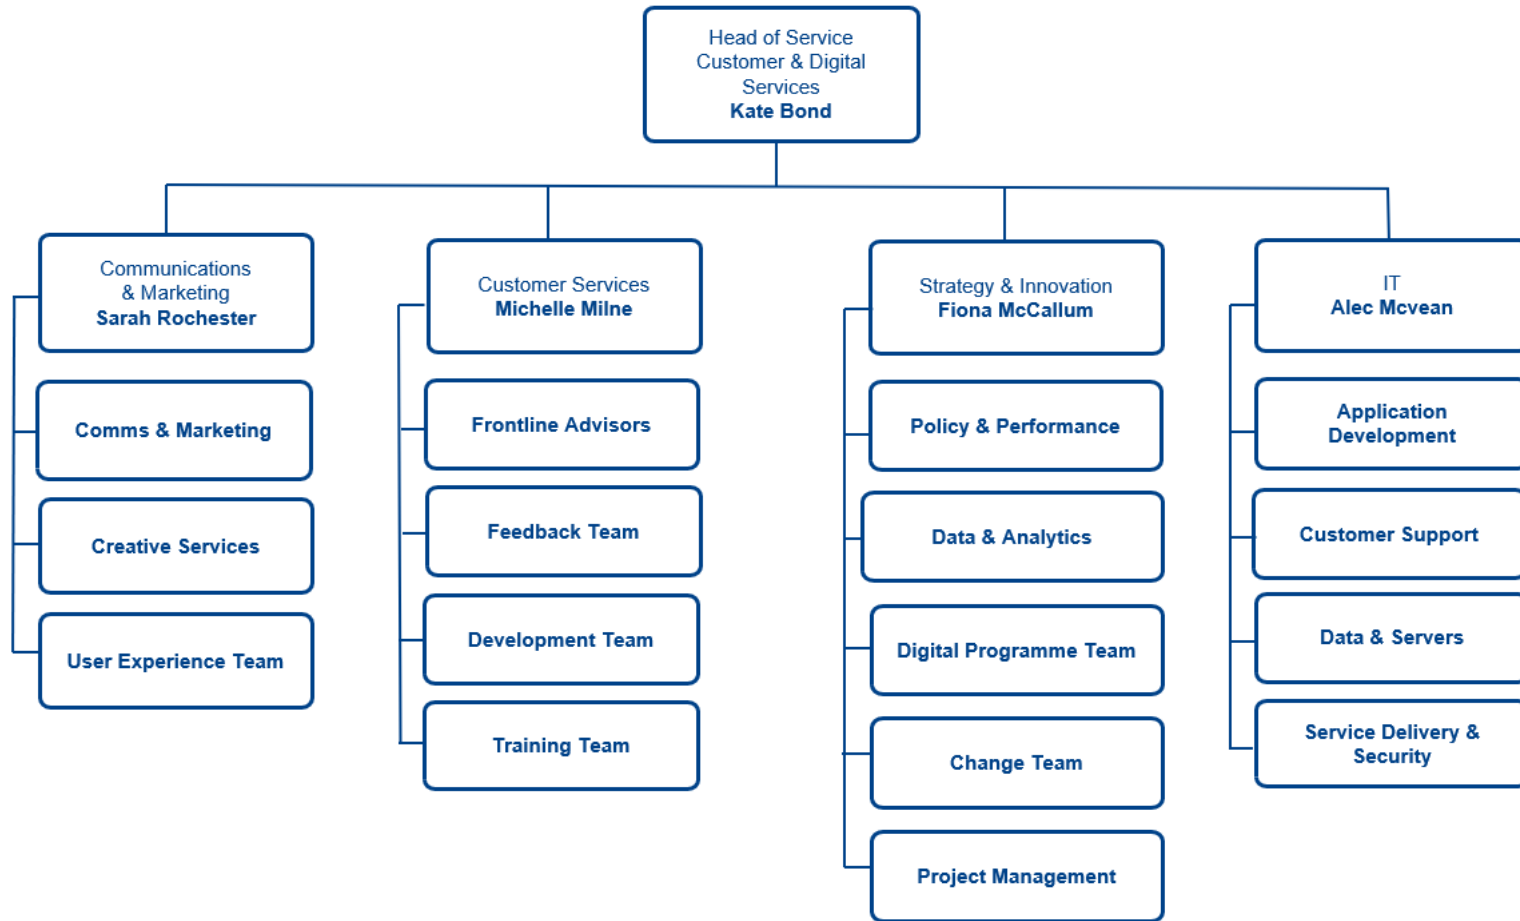 Head of Service
Customer & Digital
Services
Kate Bond
Communications
& Marketing
Sarah Rochester
Comms & Marketing
Creative Services
User Experience Team
Customer Services
Michelle Milne
Frontline Advisors
Feedback Team
Development Team
Training Team
Strategy & Innovation
Fiona McCallum
Policy & Performance
Data & Analytics
Digital Programme Team
Change Team
Project Management
IT
Alec Mcvean
Application
Development
Customer Support
Data & Servers
Service Delivery &
Security